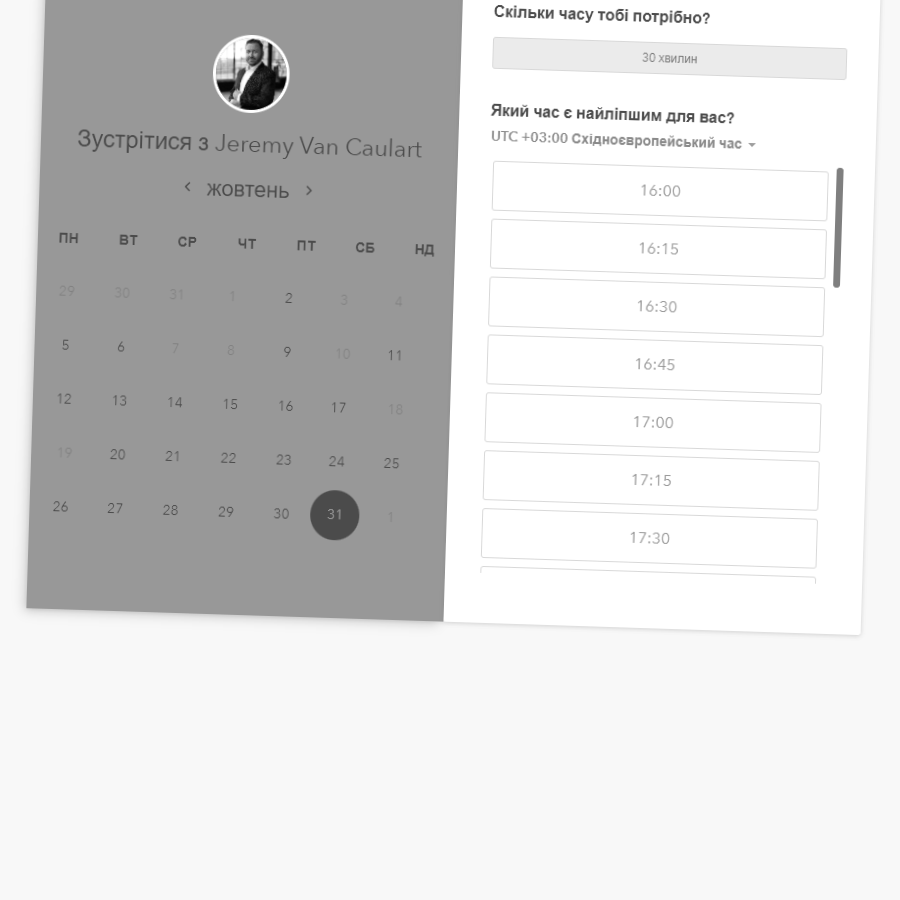 Зустрітися з Jeremy Van Caulart
‹ жовтень ›
ПН ВТ СР ЧТ ПТ СБ НД
29 30 31 1 2 3 4
5 6 7 8 9 10 11
12 13 14 15 16 17 18
19 20 21 22 23 24 25
26 27 28 29 30 31 1
Скільки часу тобі потрібно?
30 хвилин
Який час є найліпшим для вас?
UTC +03:00 Східноєвропейський час
16:00
16:15
16:30
16:45
17:00
17:15
17:30